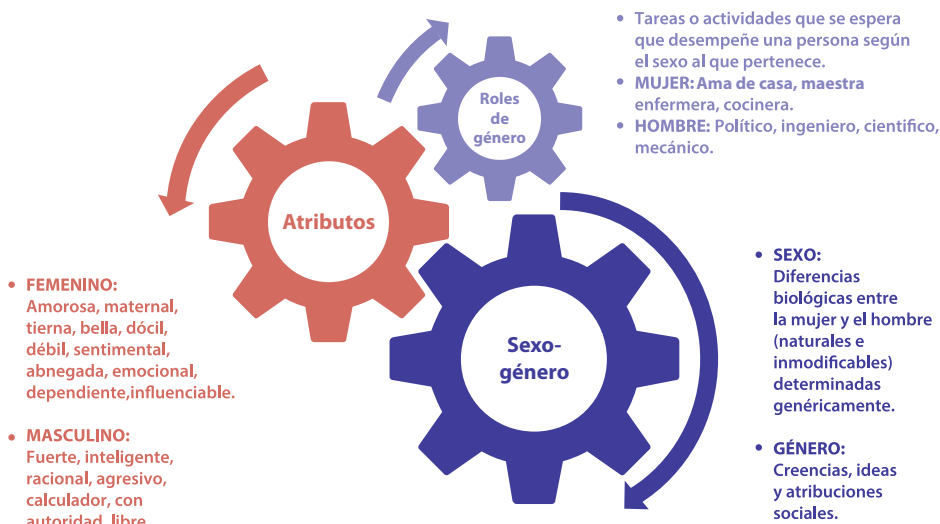 • Tareas o actividades que se espera
que desempeñe una persona según
el sexo al que pertenece.
• MUJER: Ama de casa, maestra
enfermera, cocinera.
• HOMBRE: Político, ingeniero, cientifico,
mecánico.
Roles
de
género
Atributos
Sexo-
género
• FEMENINO:
Amorosa, maternal,
tierna, bella, dócil,
débil, sentimental,
abnegada, emocional,
dependiente,influenciable.
• MASCULINO:
Fuerte, inteligente,
racional, agresivo,
calculador, con
autoridad, libre
• SEXO:
Diferencias
biológicas entre
la mujer y el hombre
(naturales e
inmodificables)
determinadas
genéricamente.
• GÉNERO:
Creencias, ideas
y atribuciones
sociales.